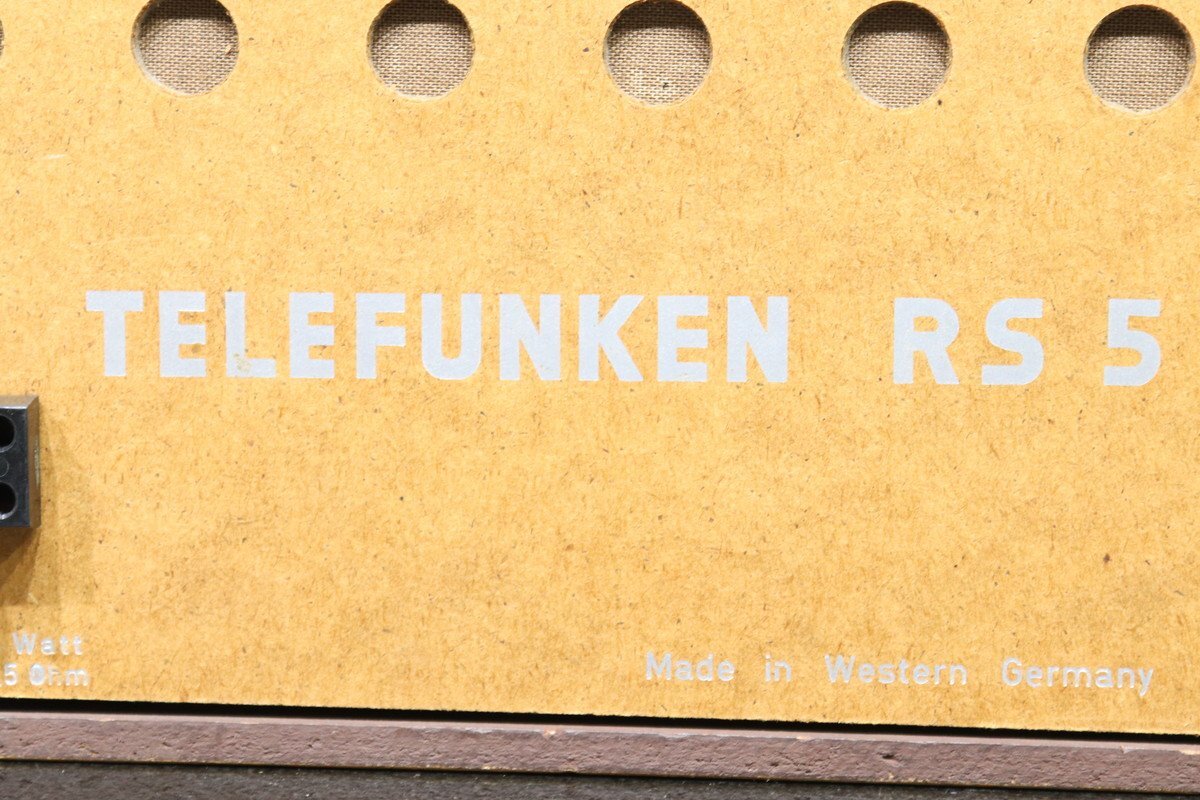 TELEFUNKEN RS 5
Watt
5 Ohm
Made in Western Germany